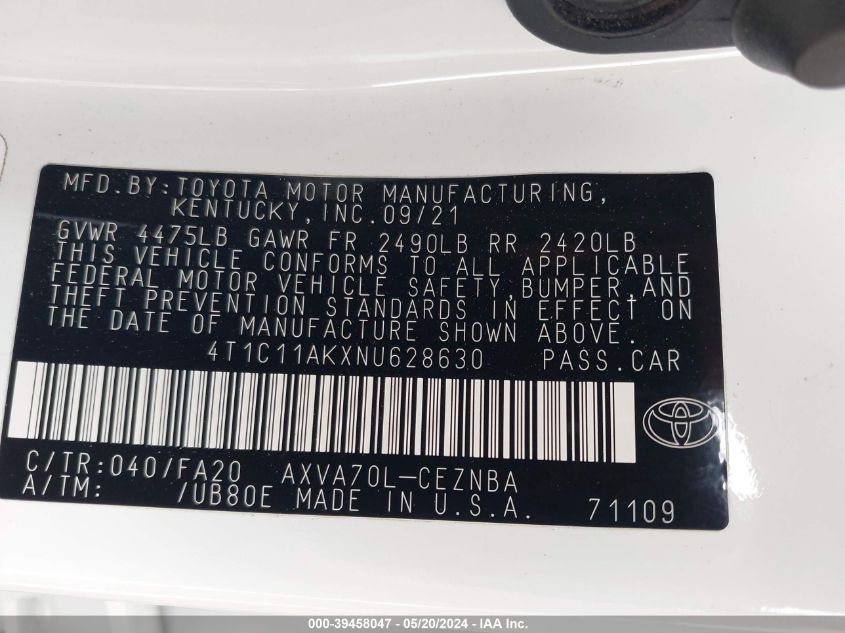 MFD.BY:TOYOTA MOTOR MANUFACTURING,
KENTUCKY,INC.09/21
GVWR 4475LB GAWR FR 2490LB RR 2420LB
THIS VEHICLE CONFORMS TO ALL APPLICABLE
FEDERAL MOTOR VEHICLE SAFETY,BUMPER,AND
THEFT PREVENTION STANDARDS IN EFFECT ON
THE DATE OF MANUFACTURE SHOWN ABOVE.
4T1C11AKXNU628630 PASS.CAR
C/TR:040/FA20 AXVA70L-CEZNBA
A/TM: /UB80E MADE IN U.S.A. 71109
000-39458047 - 05/20/2024 - IAA Inc.